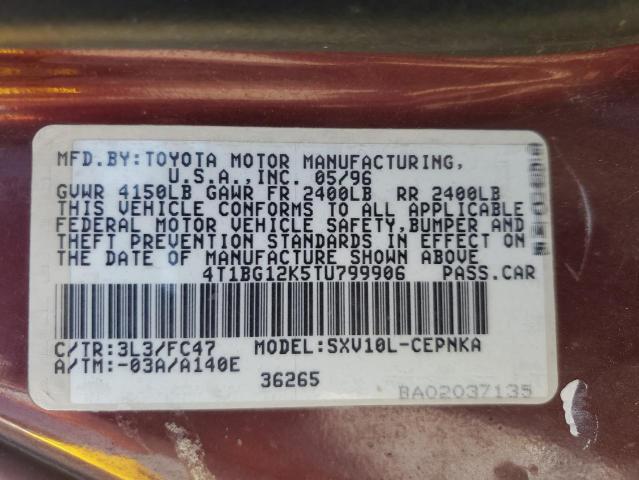 MFD.BY:TOYOTA MOTOR MANUFACTURING,
U.S.A.,INC. 05/96
GVWR 4150LB GAWR FR 2400LB RR 2400LB
THIS VEHICLE CONFORMS TO ALL APPLICABLE
FEDERAL MOTOR VEHICLE SAFETY,BUMPER AND
THEFT PREVENTION STANDARDS IN EFFECT ON
THE DATE OF MANUFACTURE SHOWN ABOVE
4T1BG12K5TU799906 PASS.CAR
C/TR:3L3/FC47 MODEL:SXV10L-CEPNKA
A/TM:-03A/A140E
36265
BA02037135